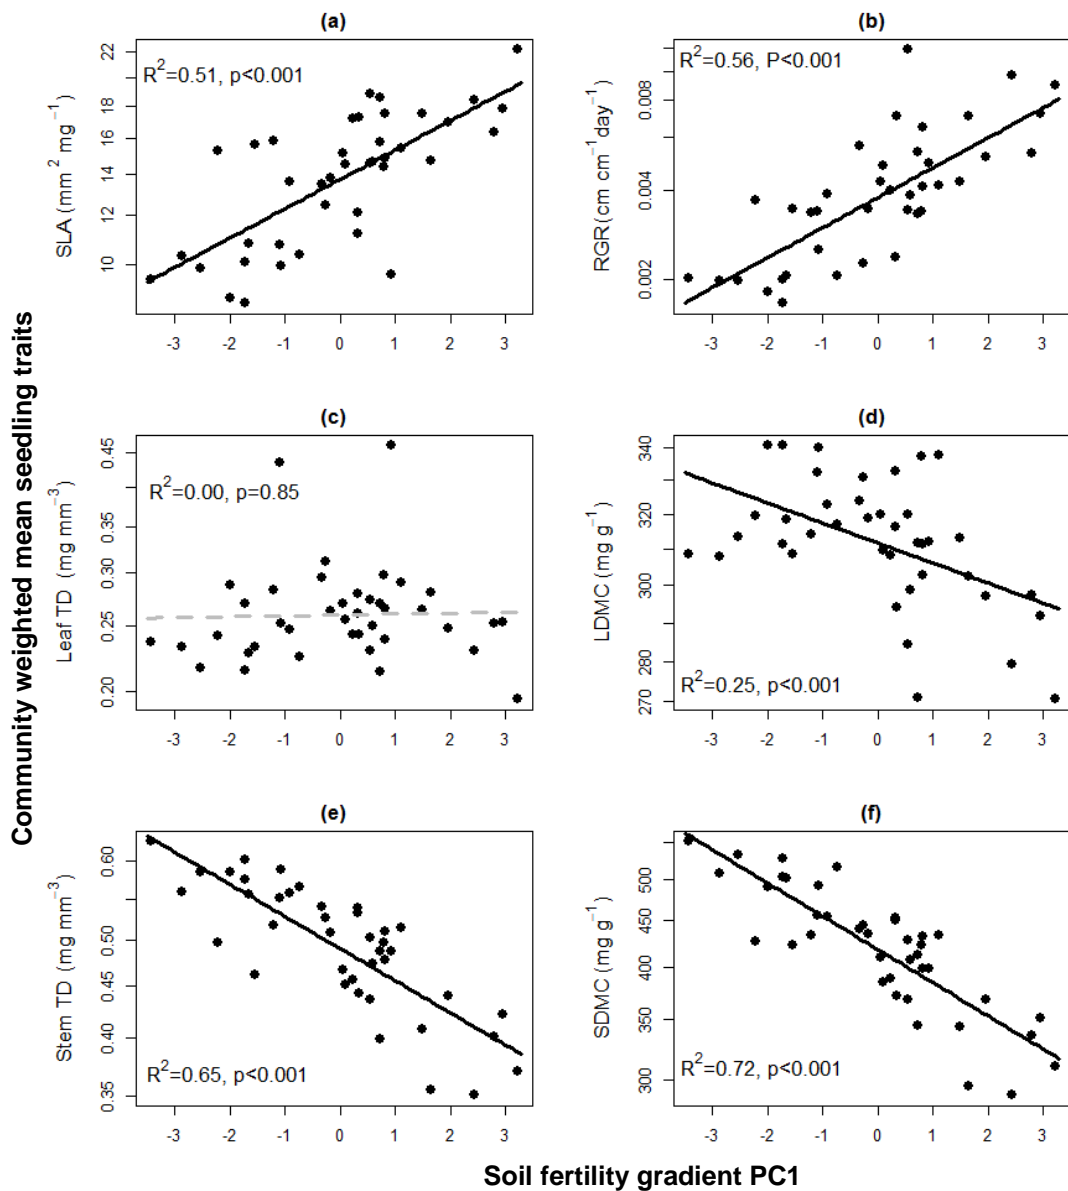 (a)
R²=0.51, p<0.001
SLA (mm² mg⁻¹)
22
18
16
14
12
10
-3 -2 -1 0 1 2 3
(b)
R²=0.56, P<0.001
RGR(cm cm⁻¹day⁻¹)
0.008
0.004
0.002
-3 -2 -1 0 1 2 3
(c)
R²=0.00, p=0.85
Leaf TD (mg mm⁻³)
0.45
0.35
0.30
0.25
0.20
-3 -2 -1 0 1 2 3
(d)
R²=0.25, p<0.001
LDMC (mg g⁻¹)
340
320
300
280
270
-3 -2 -1 0 1 2 3
(e)
R²=0.65, p<0.001
Stem TD (mg mm⁻³)
0.60
0.50
0.45
0.40
0.35
-3 -2 -1 0 1 2 3
(f)
R²=0.72, p<0.001
SDMC (mg g⁻¹)
500
450
400
350
300
-3 -2 -1 0 1 2 3
Community weighted mean seedling traits
Soil fertility gradient PC1